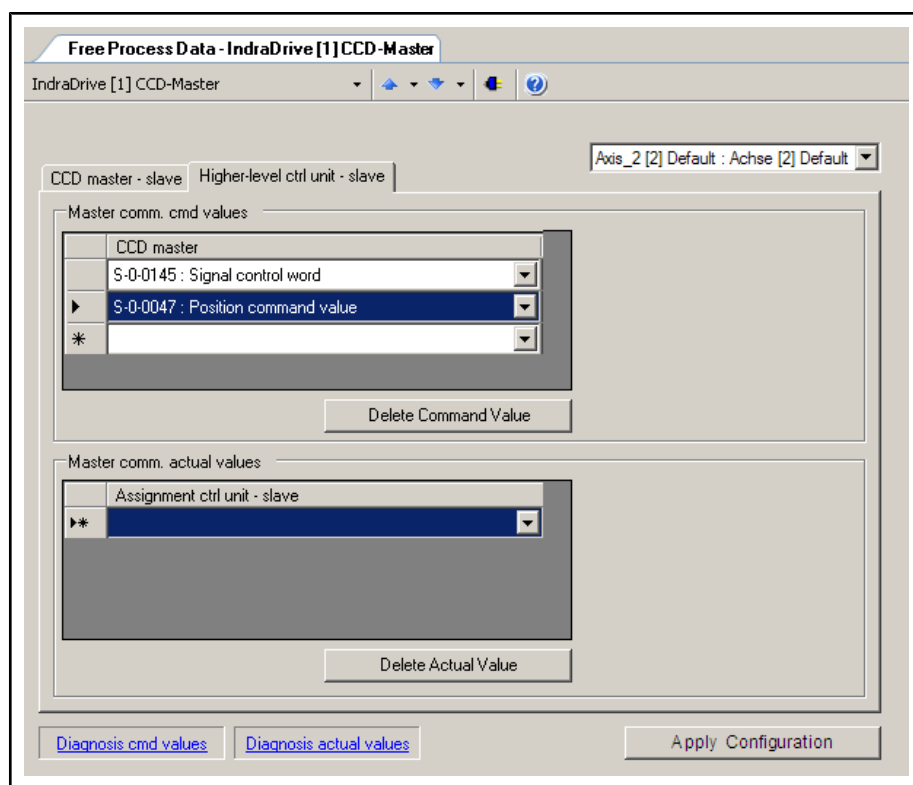 Free Process Data - IndraDrive [1] CCD-Master
IndraDrive [1] CCD-Master
Axis_2 [2] Default : Achse [2] Default
CCD master - slave
Higher-level ctrl unit - slave
Master comm. cmd values
CCD master
S-0-0145 : Signal control word
S-0-0047 : Position command value
Delete Command Value
Master comm. actual values
Assignment ctrl unit - slave
Delete Actual Value
Diagnosis cmd values
Diagnosis actual values
Apply Configuration